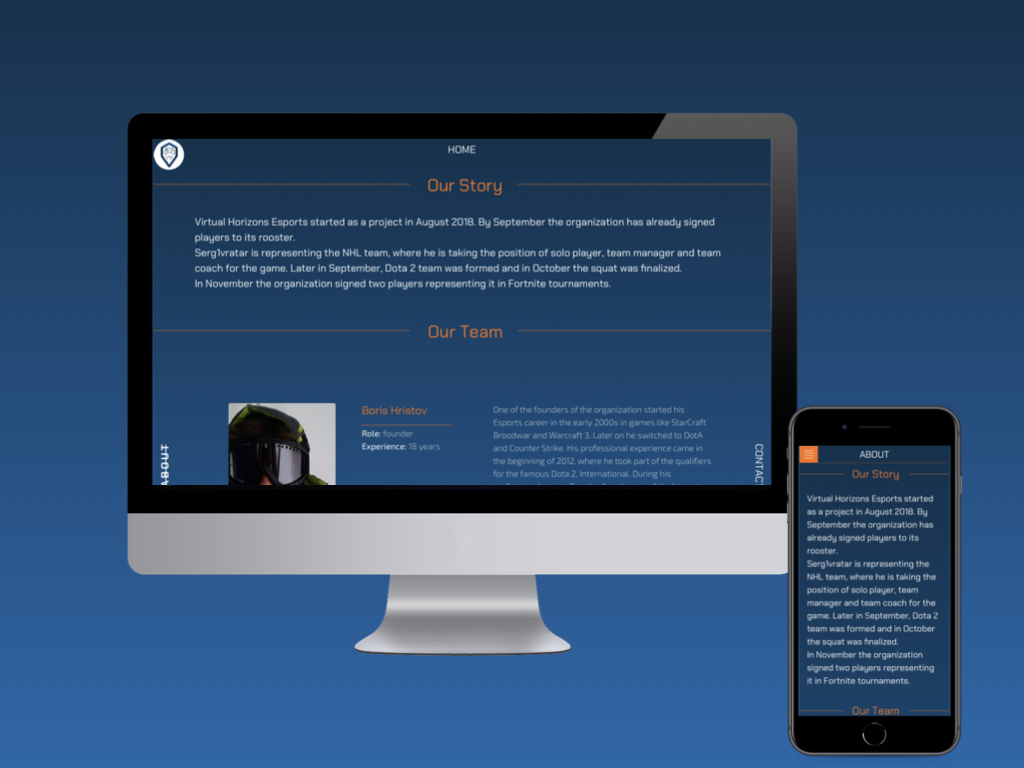 HOME
Our Story
Virtual Horizons Esports started as a project in August 2018. By September the organization has already signed
players to its rooster.
Serg1vratar is representing the NHL team, where he is taking the position of solo player, team manager and team
coach for the game. Later in September, Dota 2 team was formed and in October the squat was finalized.
In November the organization signed two players representing it in Fortnite tournaments.
Our Team
Boris Hristov
Role: founder
Experience: 18 years
One of the founders of the organization started his
Esports career in the early 2000s in games like StarCraft
Broodwar and Warcraft 3. Later on he switched to DotA
and Counter Strike. His professional experience came in
the beginning of 2012, where he took part of the qualifiers
for the famous Dota 2, International. During his
ABOUT
CONTACT
ABOUT
Our Story
Virtual Horizons Esports started
as a project in August 2018. By
September the organization has
already signed players to its
rooster.
Serg1vratar is representing the
NHL team, where he is taking the
position of solo player, team
manager and team coach for the
game. Later in September, Dota 2
team was formed and in October
the squat was finalized.
In November the organization
signed two players representing
it in Fortnite tournaments.
Our Team